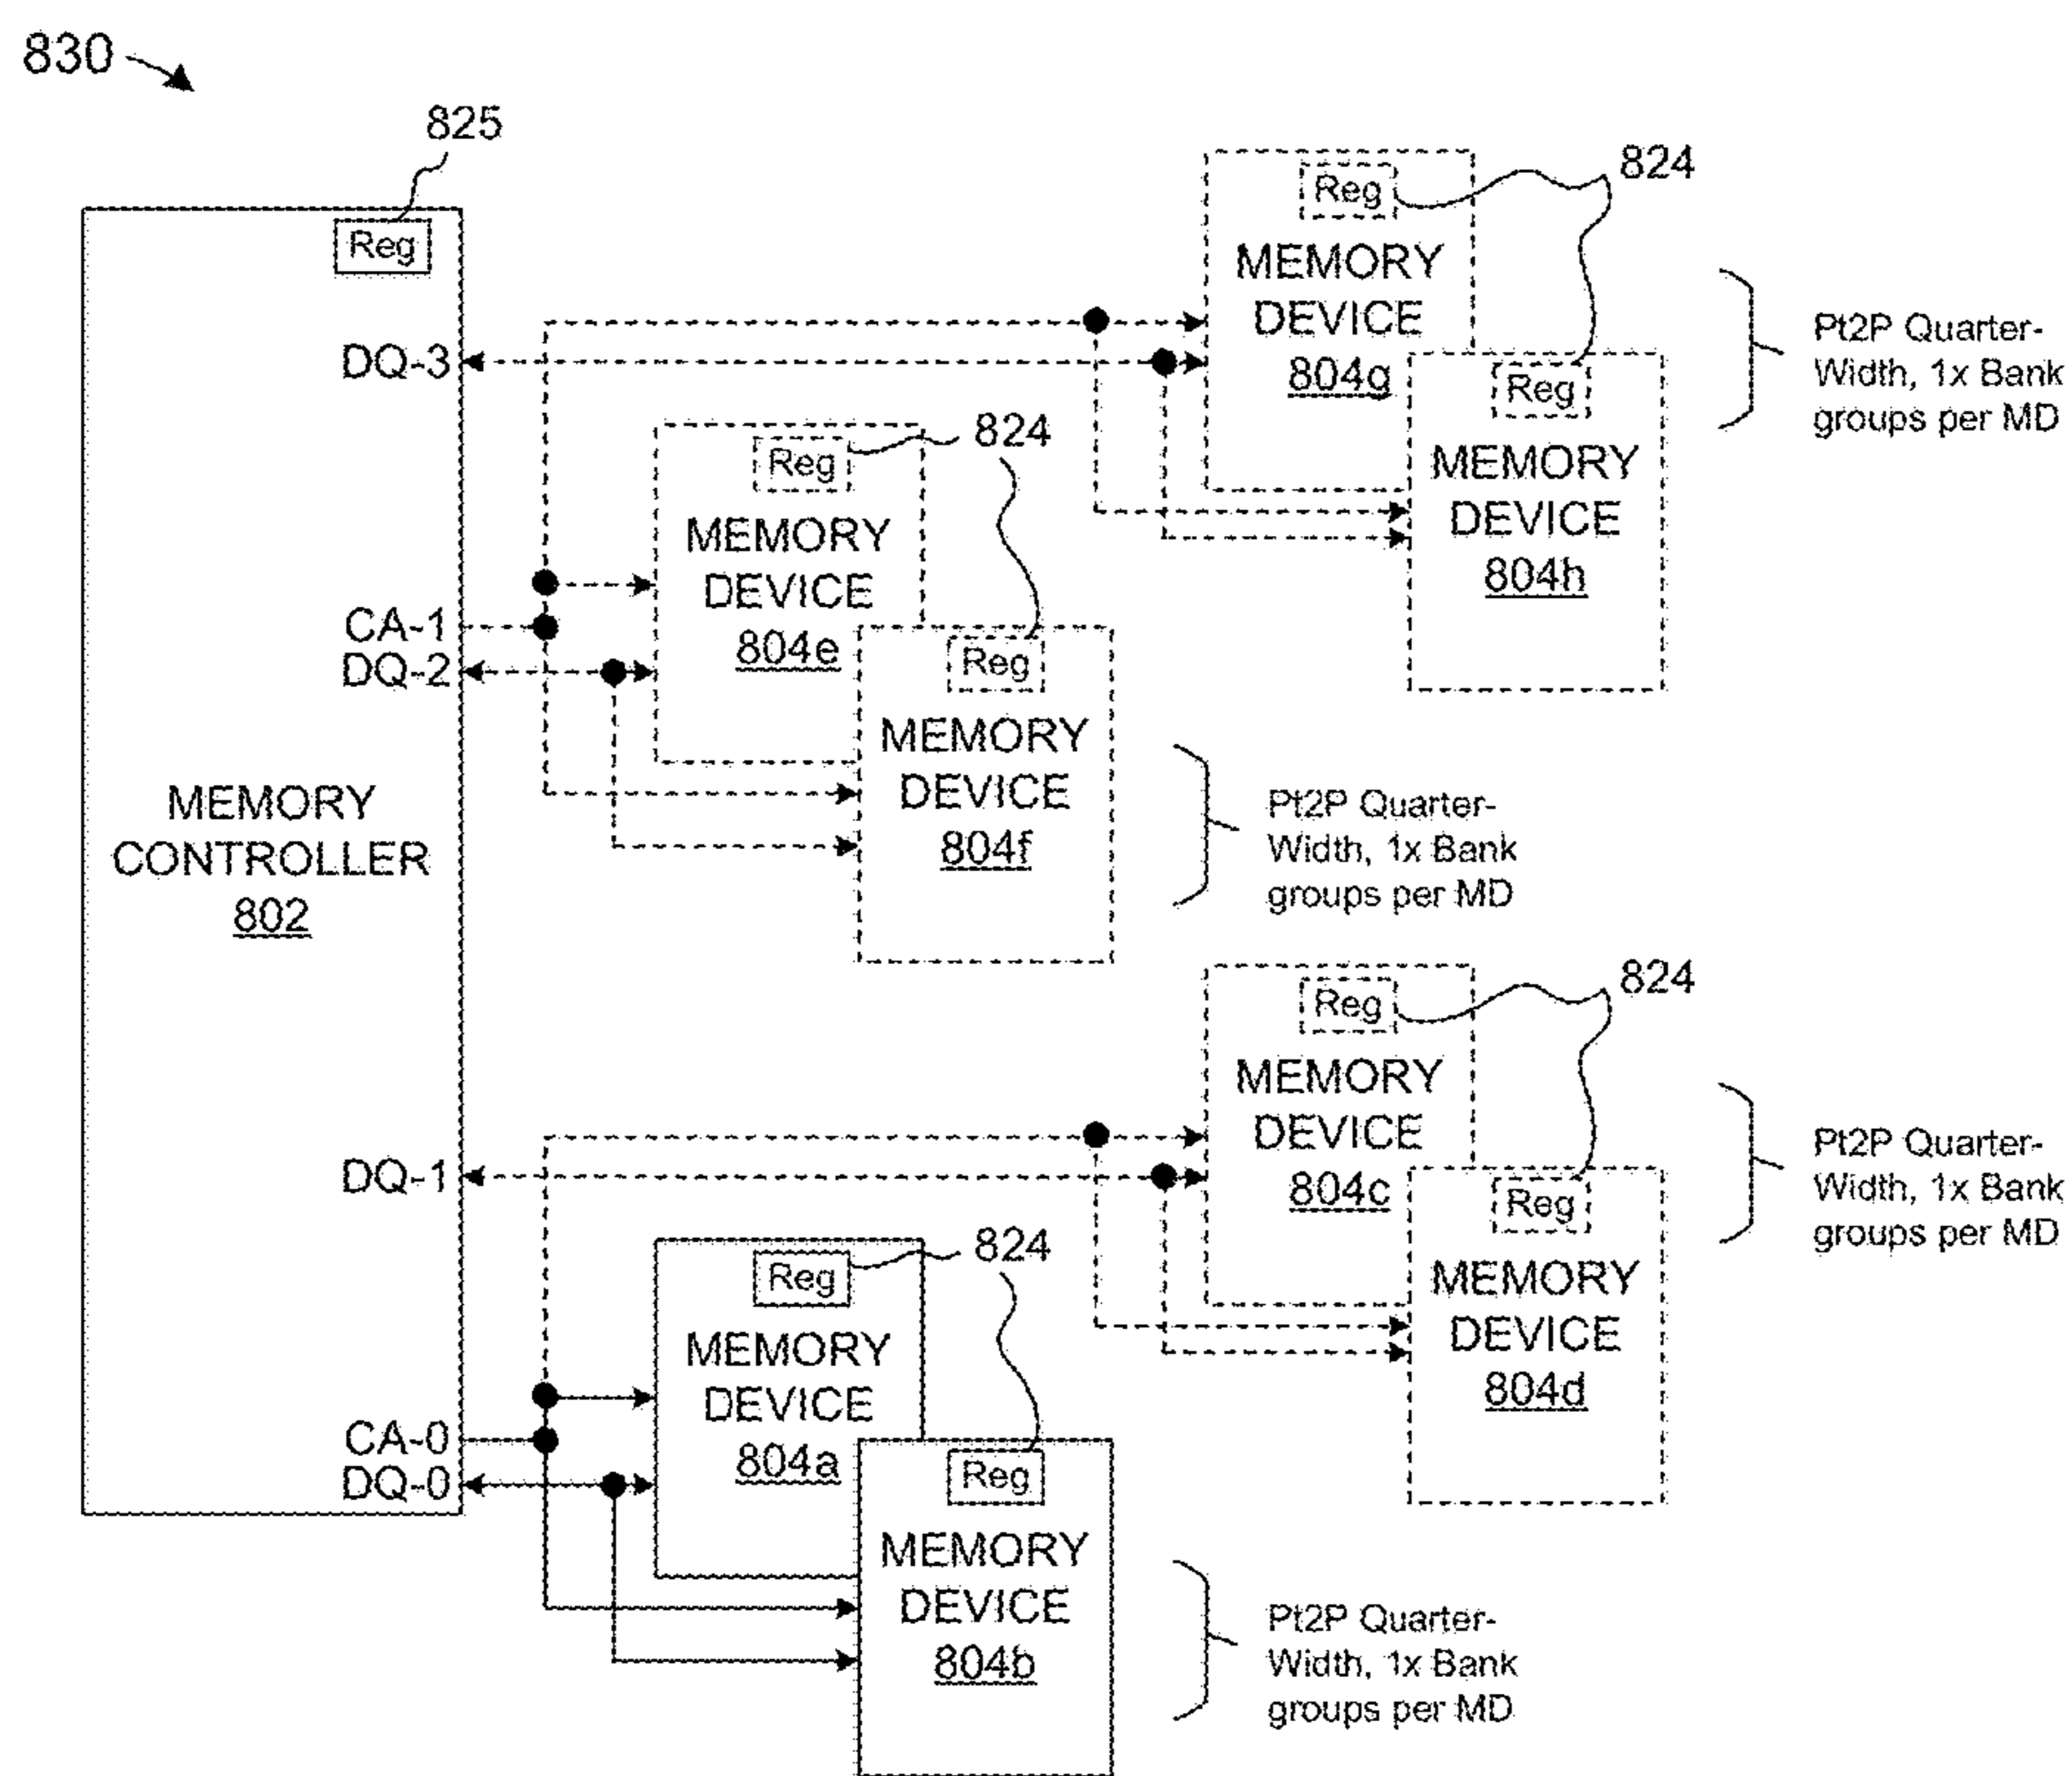 830
825
Reg
824
Reg
MEMORY
DEVICE
804g
Pt2P Quarter-
Width, 1x Bank
groups per MD
DQ-3
Reg
MEMORY
DEVICE
804h
824
Reg
MEMORY
DEVICE
804e
CA-1
DQ-2
Reg
MEMORY
DEVICE
804f
Pt2P Quarter-
Width, 1x Bank
groups per MD
MEMORY
CONTROLLER
802
824
Reg
MEMORY
DEVICE
804c
Pt2P Quarter-
Width, 1x Bank
groups per MD
DQ-1
Reg
MEMORY
DEVICE
804d
824
Reg
MEMORY
DEVICE
804a
CA-0
DQ-0
Reg
MEMORY
DEVICE
804b
Pt2P Quarter-
Width, 1x Bank
groups per MD